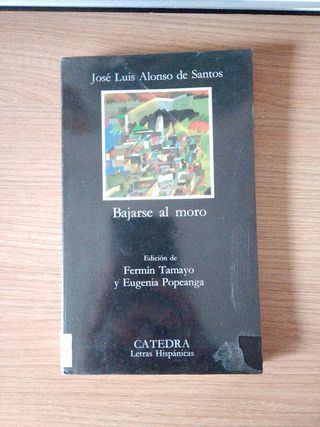 José Luis Alonso de Santos
Bajarse al moro
Edición de
Fermín Tamayo
y Eugenia Popeanga
CATEDRA
Letras Hispánicas